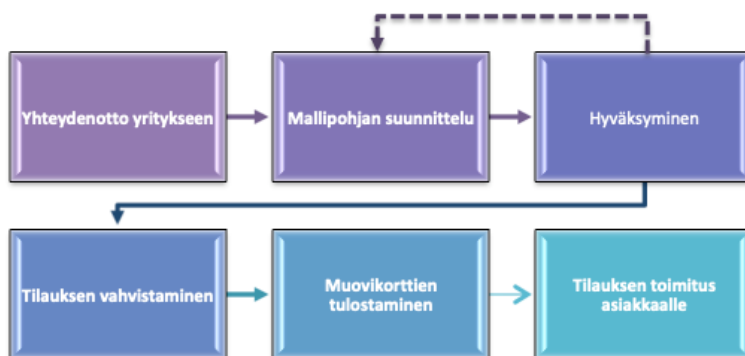 Yhteydenotto yritykseen
Mallipohjan suunnittelu
Hyväksyminen
Tilauksen vahvistaminen
Muovikorttien
tulostaminen
Tilauksen toimitus
asiakkaalle